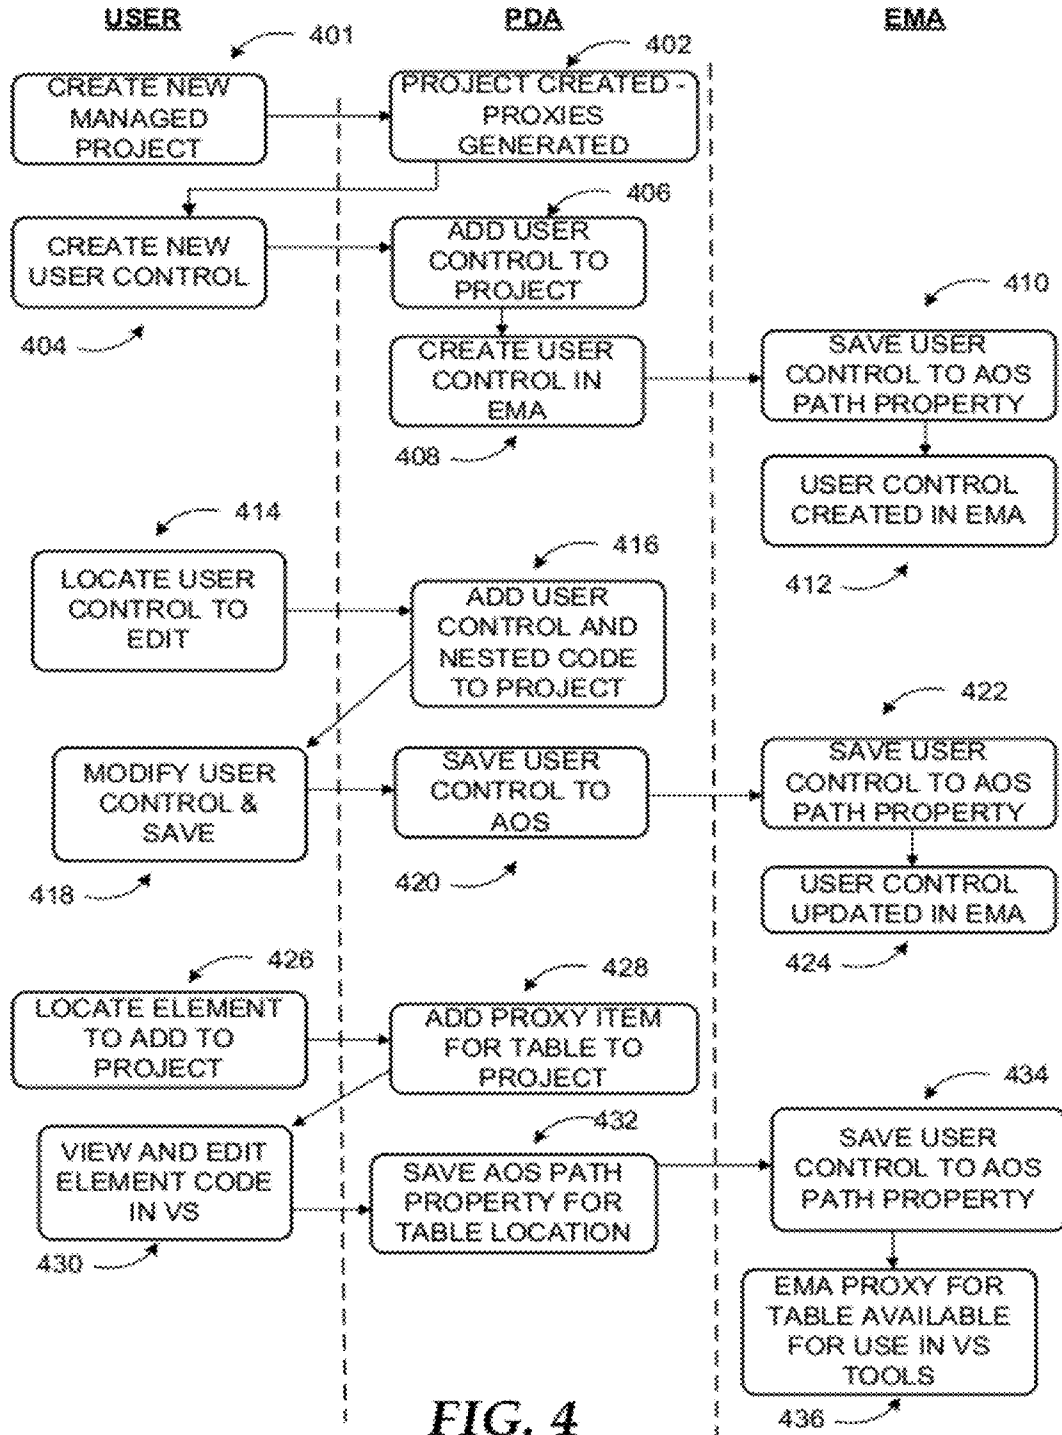 USER
PDA
EMA
401
402
CREATE NEW
MANAGED
PROJECT
PROJECT CREATED -
PROXIES
GENERATED
406
CREATE NEW
USER CONTROL
ADD USER
CONTROL TO
PROJECT
404
410
CREATE USER
CONTROL IN
EMA
SAVE USER
CONTROL TO AOS
PATH PROPERTY
408
USER CONTROL
CREATED IN EMA
412
414
416
LOCATE USER
CONTROL TO
EDIT
ADD USER
CONTROL AND
NESTED CODE
TO PROJECT
422
MODIFY USER
CONTROL &
SAVE
SAVE USER
CONTROL TO
AOS
SAVE USER
CONTROL TO AOS
PATH PROPERTY
418
420
USER CONTROL
UPDATED IN EMA
424
426
428
LOCATE ELEMENT
TO ADD TO
PROJECT
ADD PROXY ITEM
FOR TABLE TO
PROJECT
434
432
VIEW AND EDIT
ELEMENT CODE
IN VS
SAVE AOS PATH
PROPERTY FOR
TABLE LOCATION
SAVE USER
CONTROL TO AOS
PATH PROPERTY
430
EMA PROXY FOR
TABLE AVAILABLE
FOR USE IN VS
TOOLS
436
FIG. 4